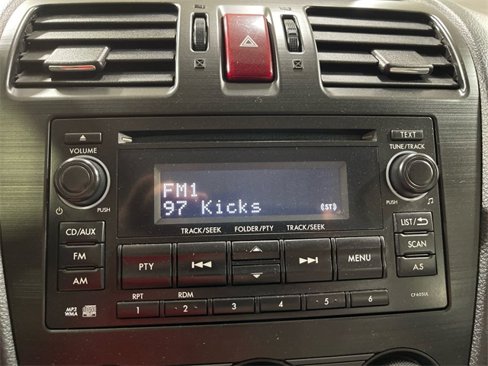 TEXT
VOLUME
TUNE/TRACK
FM1
97 Kicks (ST)
PUSH
PUSH
TRACK/SEEK
FOLDER/PTY
TRACK/SEEK
LIST/
CD/AUX
FM
AM
PTY
MENU
SCAN
A.S
RPT
RDM
1
2
3
4
5
6
MP3
WMA